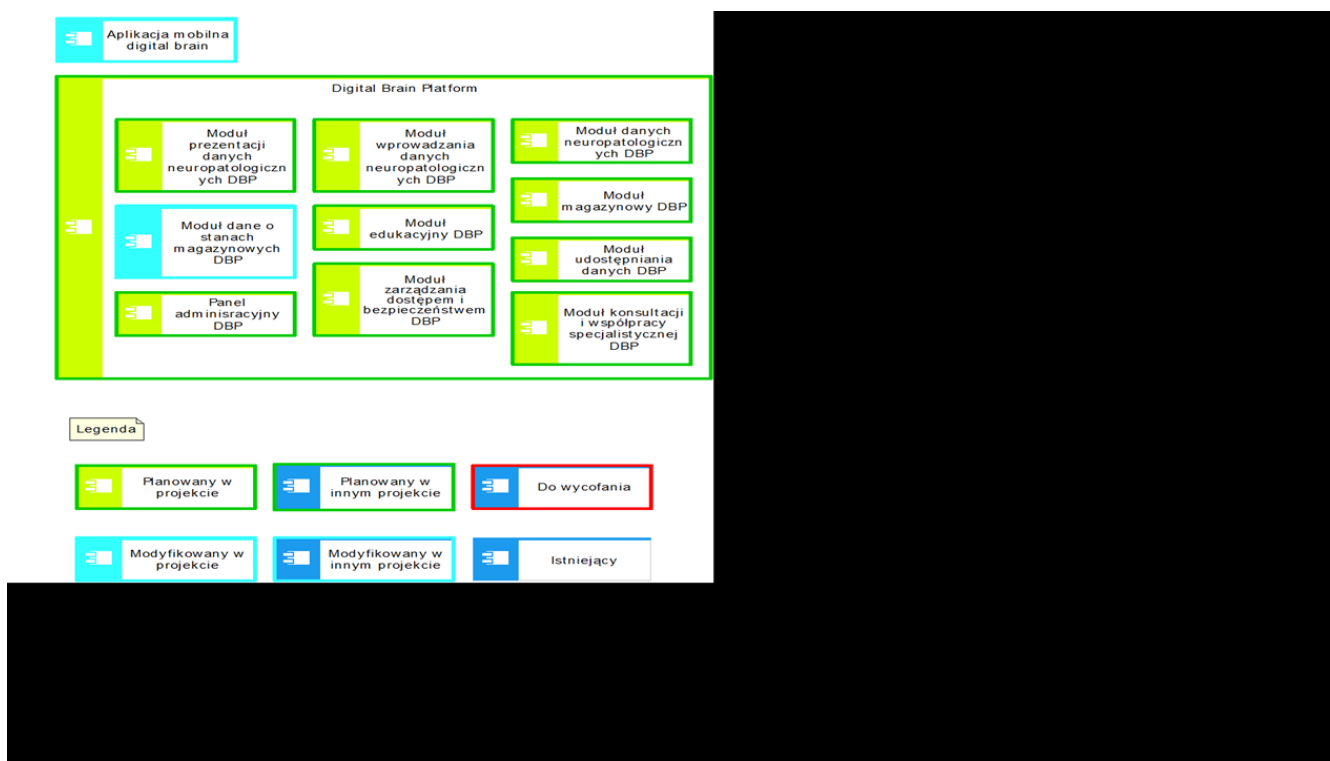 Aplikacja mobilna
digital brain
Digital Brain Platform
Moduł
prezentacji
danych
neuropatologiczn
ych DBP
Moduł
wprowadzania
danych
neuropatologiczn
ych DBP
Moduł danych
neuropatologiczn
ych DBP
Moduł
magazynowy DBP
Moduł dane o
stanach
magazynowych
DBP
Moduł
edukacyjny DBP
Moduł
udostępniania
danych DBP
Panel
adminisracyjny
DBP
Moduł
zarządzania
dostępem i
bezpieczeństwem
DBP
Moduł konsultacji
i współpracy
specjalistycznej
DBP
Legenda
Planowany w
projekcie
Planowany w
innym projekcie
Do wycofania
Modyfikowany w
projekcie
Modyfikowany w
innym projekcie
Istniejący